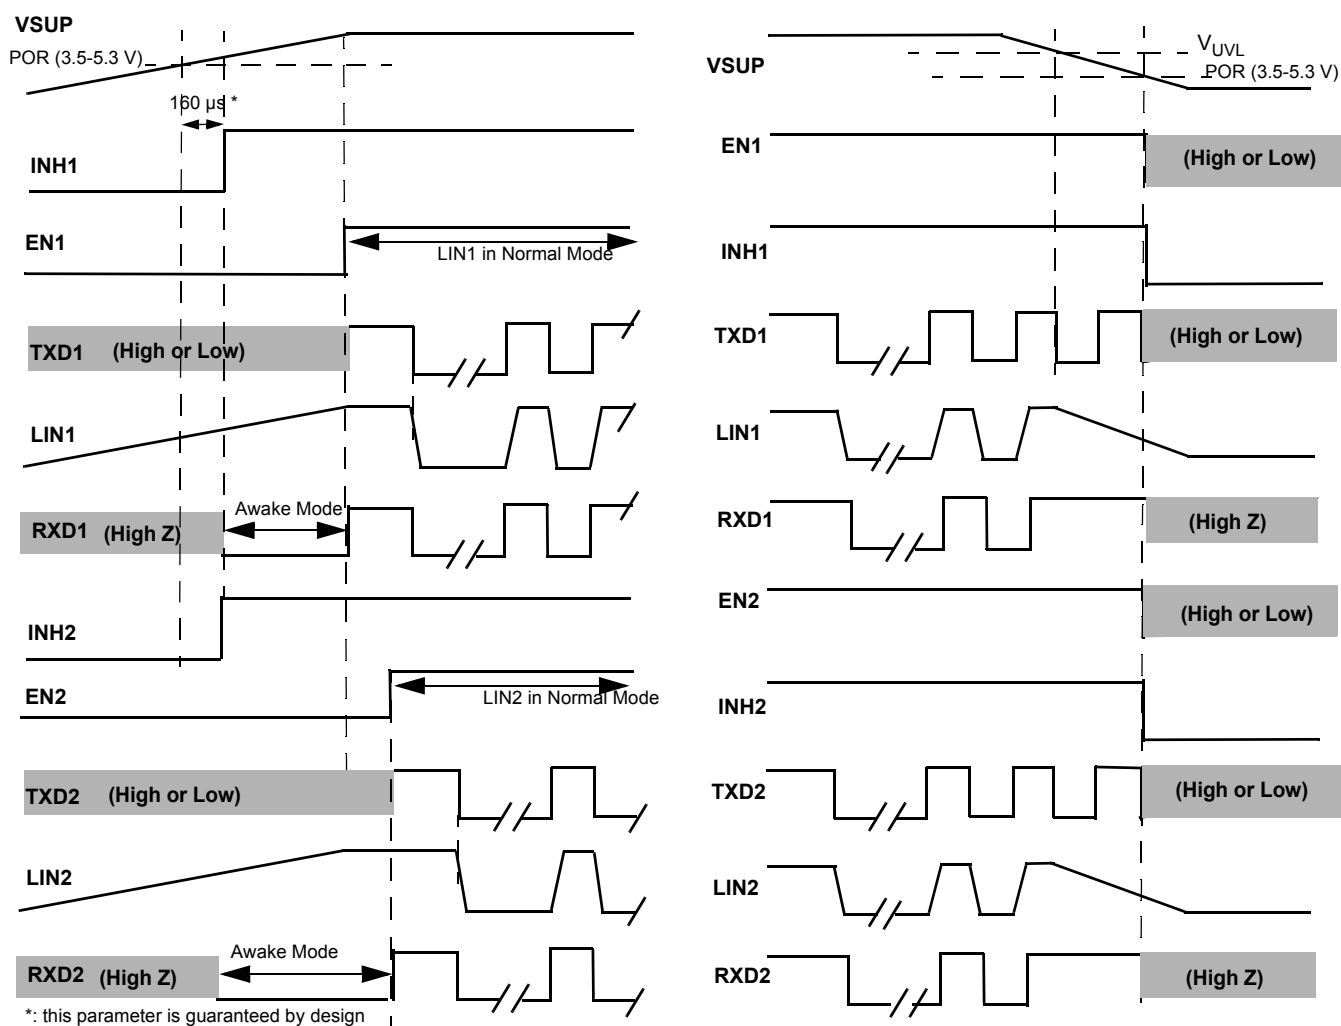 VSUP
POR (3.5-5.3 V)
160 µs *
INH1
EN1
LIN1 in Normal Mode
TXD1 (High or Low)
LIN1
Awake Mode
RXD1 (High Z)
INH2
EN2
LIN2 in Normal Mode
TXD2 (High or Low)
LIN2
Awake Mode
RXD2 (High Z)
*: this parameter is guaranteed by design
VUVL
VSUP
POR (3.5-5.3 V)
EN1
(High or Low)
INH1
TXD1
(High or Low)
LIN1
RXD1
(High Z)
EN2
(High or Low)
INH2
TXD2
(High or Low)
LIN2
RXD2
(High Z)